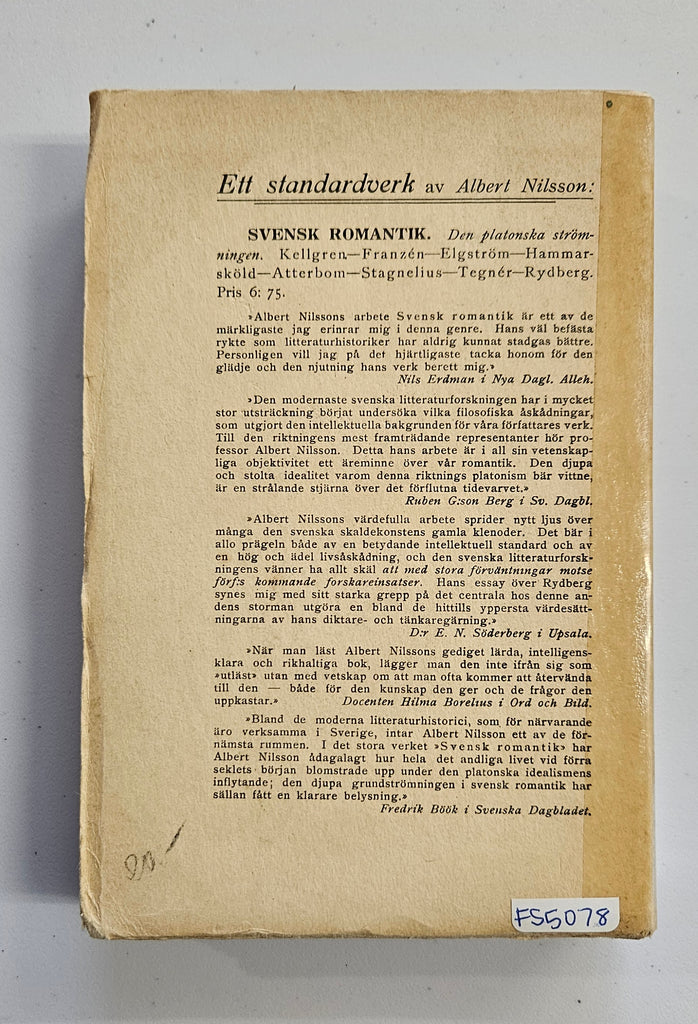 Ett standardverk av Albert Nilsson:
SVENSK ROMANTIK. Den platonska ström-
ningen. Kellgren—Franzén—Elgström—Hammar-
sköld—Atterbom—Stagnelius—Tegnér—Rydberg.
Pris 6: 75.
»Albert Nilssons arbete Svensk romantik är ett av de
märkligaste jag erinrar mig i denna genre. Hans väl befästa
rykte som litteraturhistoriker har aldrig kunnat stadgas bättre.
Personligen vill jag på det hjärtligaste tacka honom för den
glädje och den njutning hans verk berett mig.»
Nils Erdman i Nya Dagl. Alleh.
»Den modernaste svenska litteraturforskningen har i mycket
stor utsträckning börjat undersöka vilka filosofiska åskådningar,
som utgjort den intellektuella bakgrunden för våra författares verk.
Till den riktningens mest framträdande representanter hör pro-
fessor Albert Nilsson. Detta hans arbete är i all sin vetenskap-
liga objektivitet ett äreminne över vår romantik. Den djupa
och stolta idealitet varom denna riktnings platonism bär vittne,
är en strålande stjärna över det förflutna tidevarvet.»
Ruben G:son Berg i Sv. Dagbl.
»Albert Nilssons värdefulla arbete sprider nytt ljus över
många den svenska skaldekonstens gamla klenoder. Det bär i
allo prägeln både av en betydande intellektuell standard och av
en hög och ädel livsåskådning, och den svenska litteraturforsk-
ningens vänner ha allt skäl att med stora förväntningar motse
förf:s kommande forskareinsatser. Hans essay över Rydberg
synes mig med sitt starka grepp på det centrala hos denne an-
dens storman utgöra en bland de hittills yppersta värdesätt-
ningarna av hans diktare- och tänkaregärning.»
D:r E. N. Söderberg i Upsala.
»När man läst Albert Nilssons gediget lärda, intelligens-
klara och rikhaltiga bok, lägger man den inte ifrån sig som
»utläst» utan med vetskap om att man ofta kommer att återvända
till den — både för den kunskap den ger och de frågor den
uppkastar.» Docenten Hilma Borelius i Ord och Bild.
»Bland de moderna litteraturhistorici, som för närvarande
äro verksamma i Sverige, intar Albert Nilsson ett av de för-
nämsta rummen. I det stora verket »Svensk romantik» har
Albert Nilsson ådagalagt hur hela det andliga livet vid förra
seklets början blomstrade upp under den platonska idealismens
inflytande; den djupa grundströmningen i svensk romantik har
sällan fått en klarare belysning.»
Fredrik Böök i Svenska Dagbladet.
20.—
FS5078